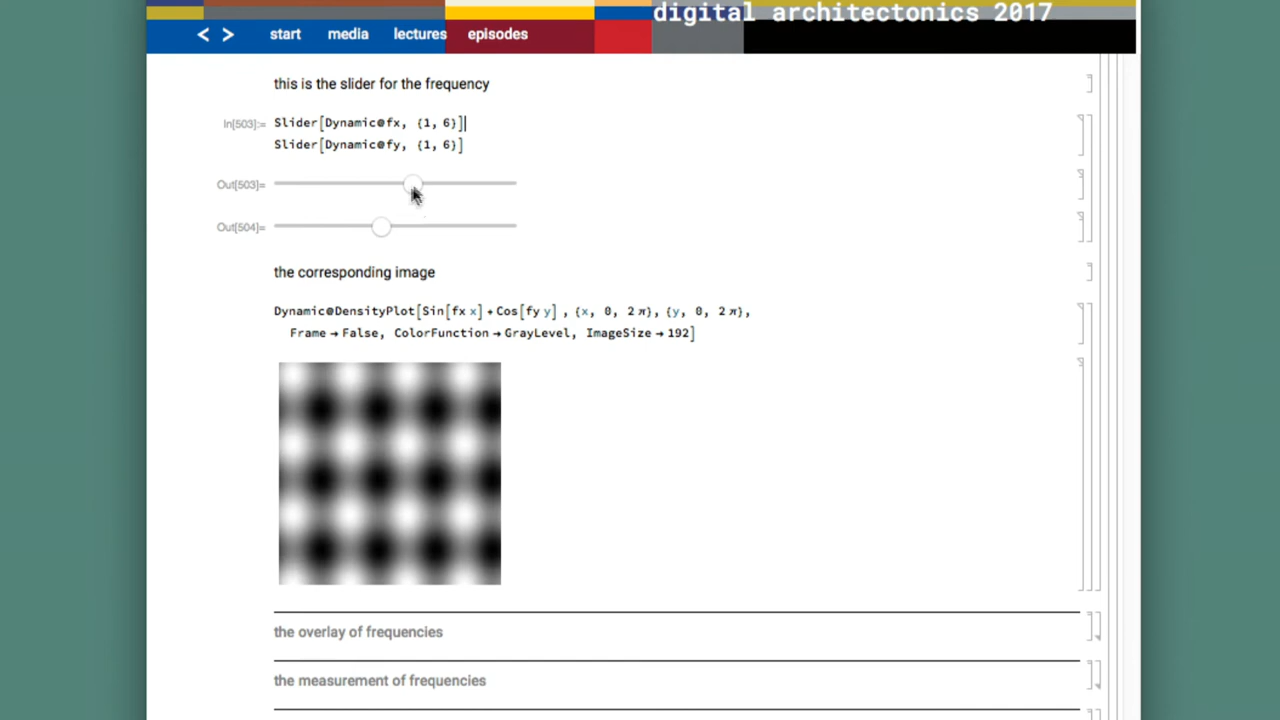 digital architectonics 2017
< > start media lectures episodes
this is the slider for the frequency
In[503]:= Slider[Dynamic@fx, {1, 6}]
Slider[Dynamic@fy, {1, 6}]
Out[503]=
Out[504]=
the corresponding image
Dynamic@DensityPlot[Sin[fx x] + Cos[fy y] , {x, 0, 2 π}, {y, 0, 2 π},
Frame → False, ColorFunction → GrayLevel, ImageSize → 192]
the overlay of frequencies
the measurement of frequencies